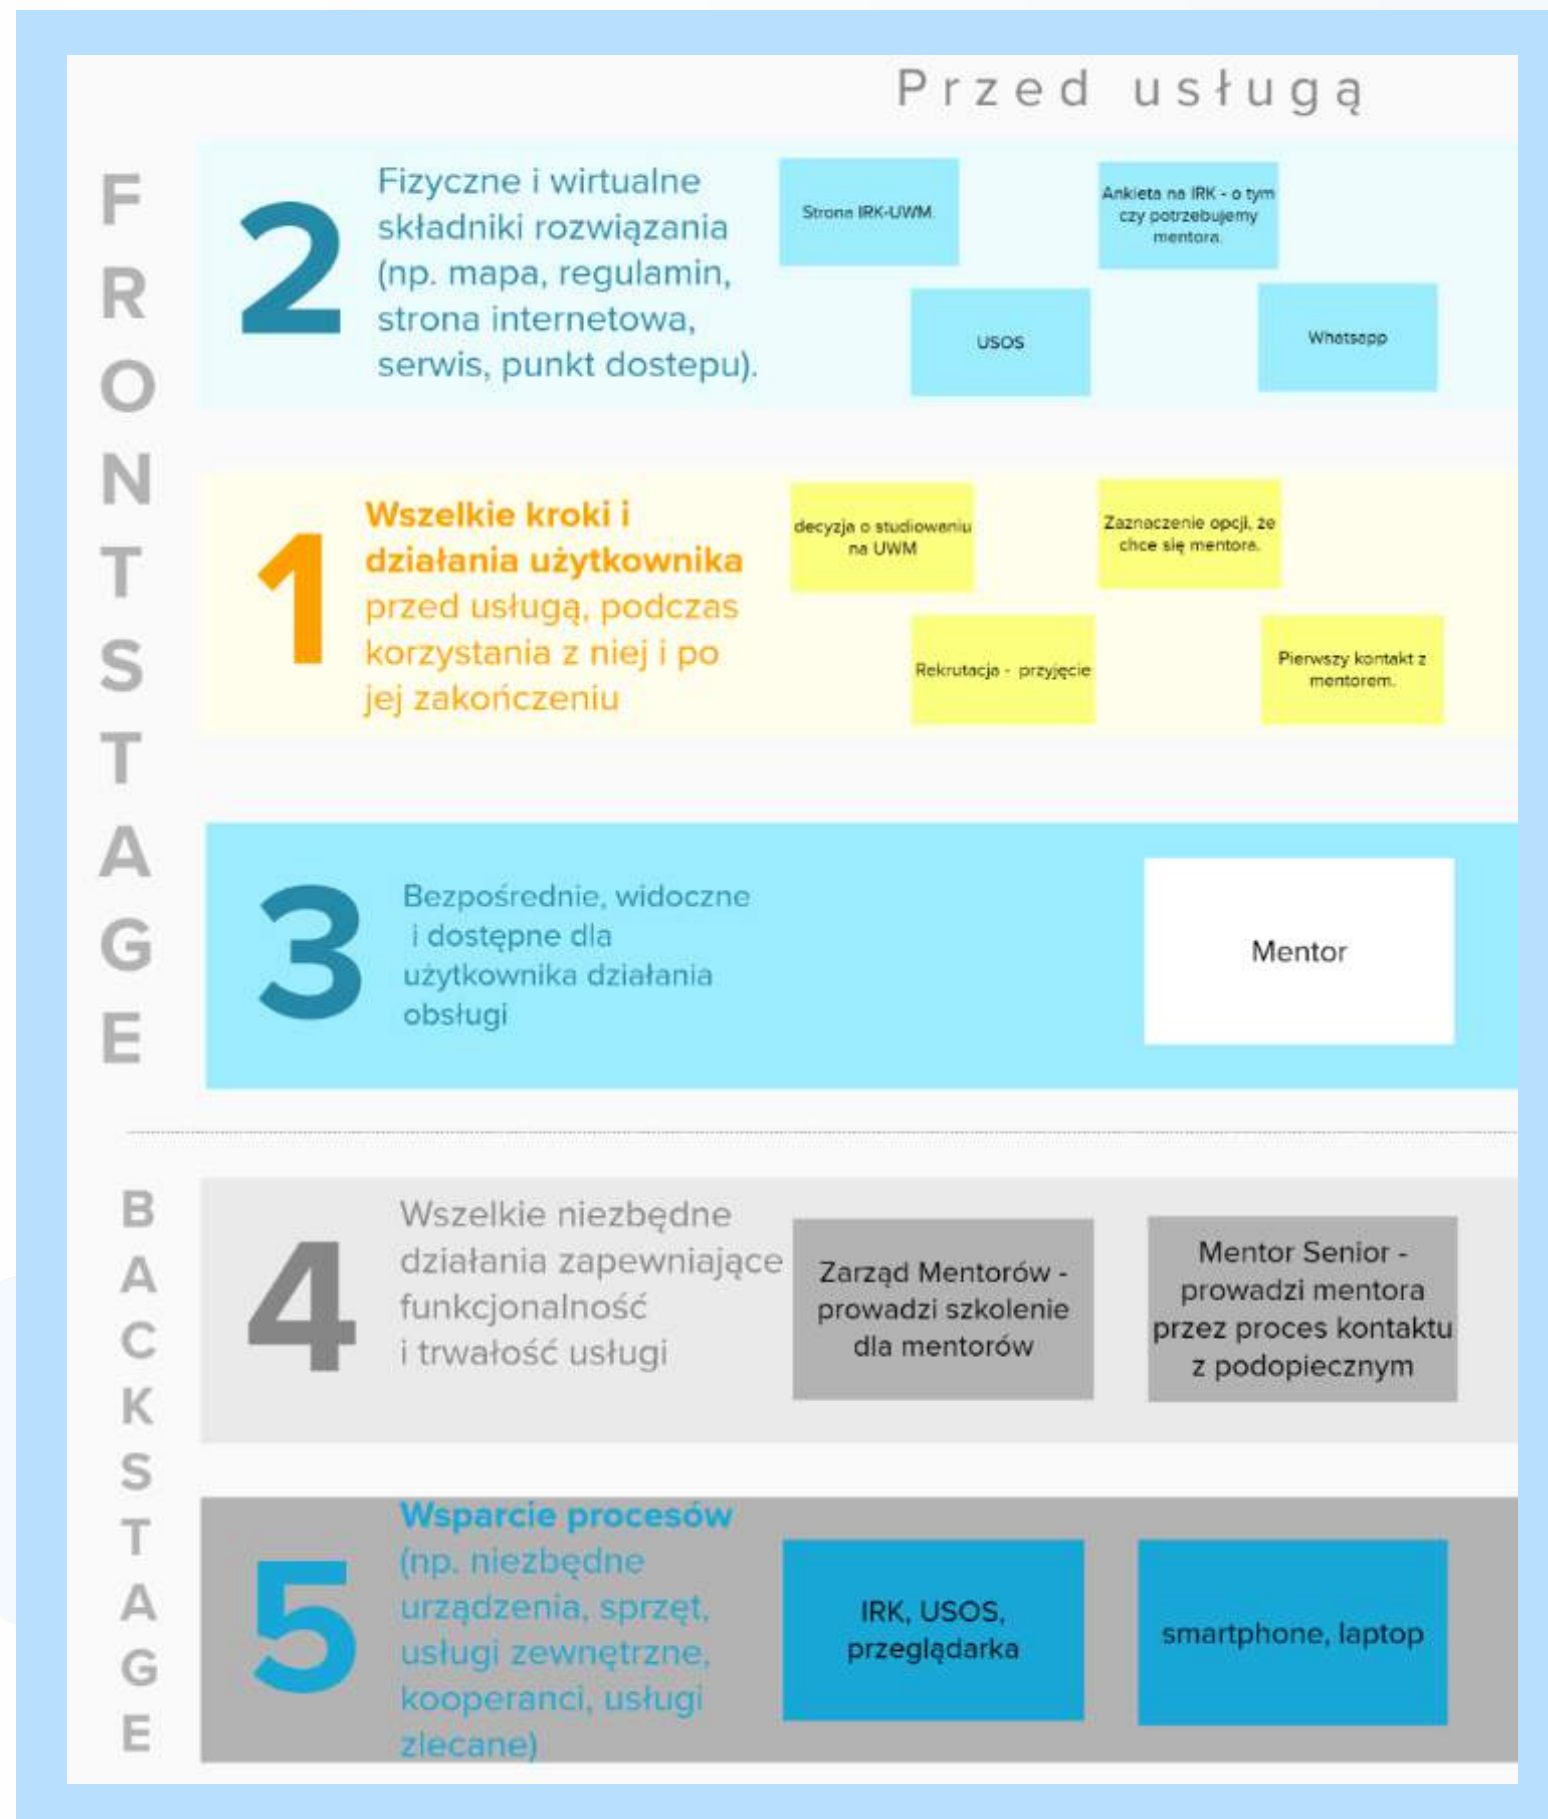 Przed usługą
FRONTSTAGE
2
Fizyczne i wirtualne
składniki rozwiązania
(np. mapa, regulamin,
strona internetowa,
serwis, punkt dostepu).
Strona IRK-UWM.
Ankieta na IRK - o tym
czy potrzebujemy
mentora.
USOS
Whatsapp
1
Wszelkie kroki i
działania użytkownika
przed usługą, podczas
korzystania z niej i po
jej zakończeniu
decyzja o studiowaniu
na UWM
Zaznaczenie opcji, że
chce się mentora.
Rekrutacja - przyjęcie
Pierwszy kontakt z
mentorem.
3
Bezpośrednie, widoczne
i dostępne dla
użytkownika działania
obsługi
Mentor
BACKSTAGE
4
Wszelkie niezbędne
działania zapewniające
funkcjonalność
i trwałość usługi
Zarząd Mentorów -
prowadzi szkolenie
dla mentorów
Mentor Senior -
prowadzi mentora
przez proces kontaktu
z podopiecznym
5
Wsparcie procesów
(np. niezbędne
urządzenia, sprzęt,
usługi zewnętrzne,
kooperanci, usługi
zlecane)
IRK, USOS,
przeglądarka
smartphone, laptop